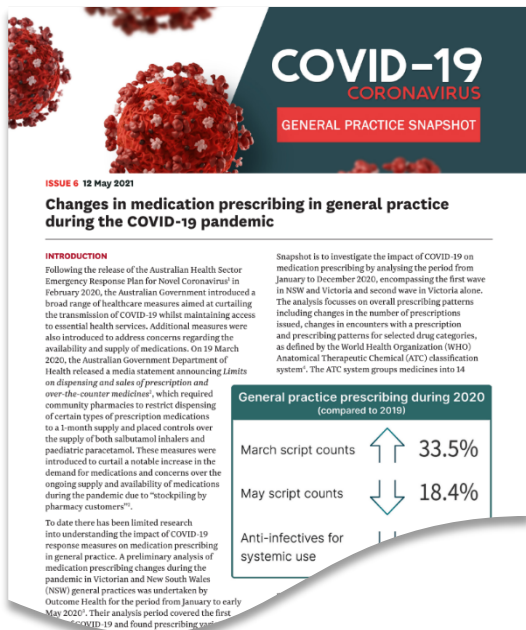 COVID-19
CORONAVIRUS
GENERAL PRACTICE SNAPSHOT
ISSUE 6 12 May 2021
Changes in medication prescribing in general practice
during the COVID-19 pandemic
INTRODUCTION
Following the release of the Australian Health Sector
Emergency Response Plan for Novel Coronavirus¹ in
February 2020, the Australian Government introduced a
broad range of healthcare measures aimed at curtailing
the transmission of COVID-19 whilst maintaining access
to essential health services. Additional measures were
also introduced to address concerns regarding the
availability and supply of medications. On 19 March
2020, the Australian Government Department of
Health released a media statement announcing Limits
on dispensing and sales of prescription and
over-the-counter medicines², which required
community pharmacies to restrict dispensing
of certain types of prescription medications
to a 1-month supply and placed controls over
the supply of both salbutamol inhalers and
paediatric paracetamol. These measures were
introduced to curtail a notable increase in the
demand for medications and concerns over the
ongoing supply and availability of medications
during the pandemic due to “stockpiling by
pharmacy customers”².
To date there has been limited research
into understanding the impact of COVID-19
response measures on medication prescribing
in general practice. A preliminary analysis of
medication prescribing changes during the
pandemic in Victorian and New South Wales
(NSW) general practices was undertaken by
Outcome Health for the period from January to early
May 2020³. Their analysis period covered the first
of COVID-19 and found prescribing
Snapshot is to investigate the impact of COVID-19 on
medication prescribing by analysing the period from
January to December 2020, encompassing the first wave
in NSW and Victoria and second wave in Victoria alone.
The analysis focusses on overall prescribing patterns
including changes in the number of prescriptions
issued, changes in encounters with a prescription
and prescribing patterns for selected drug categories,
as defined by the World Health Organization (WHO)
Anatomical Therapeutic Chemical (ATC) classification
system⁴. The ATC system groups medicines into 14
General practice prescribing during 2020
(compared to 2019)
March script counts 33.5%
May script counts 18.4%
Anti-infectives for
systemic use